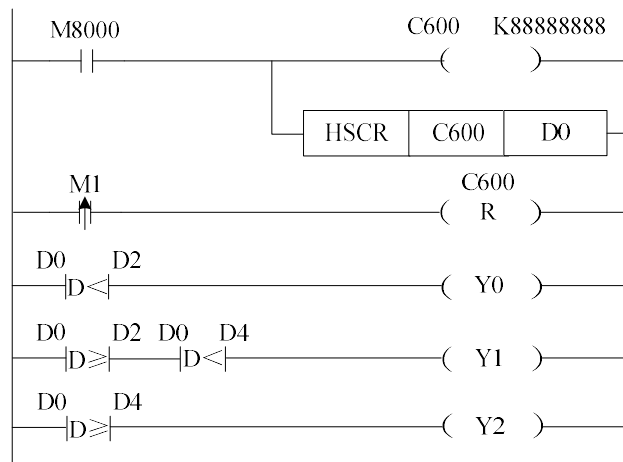 M8000 C600 K88888888
HSCR C600 D0
M1 C600
R
D0 D2
D< Y0
D0 D2 D0 D4
D≥ D< Y1
D0 D4
D≥ Y2